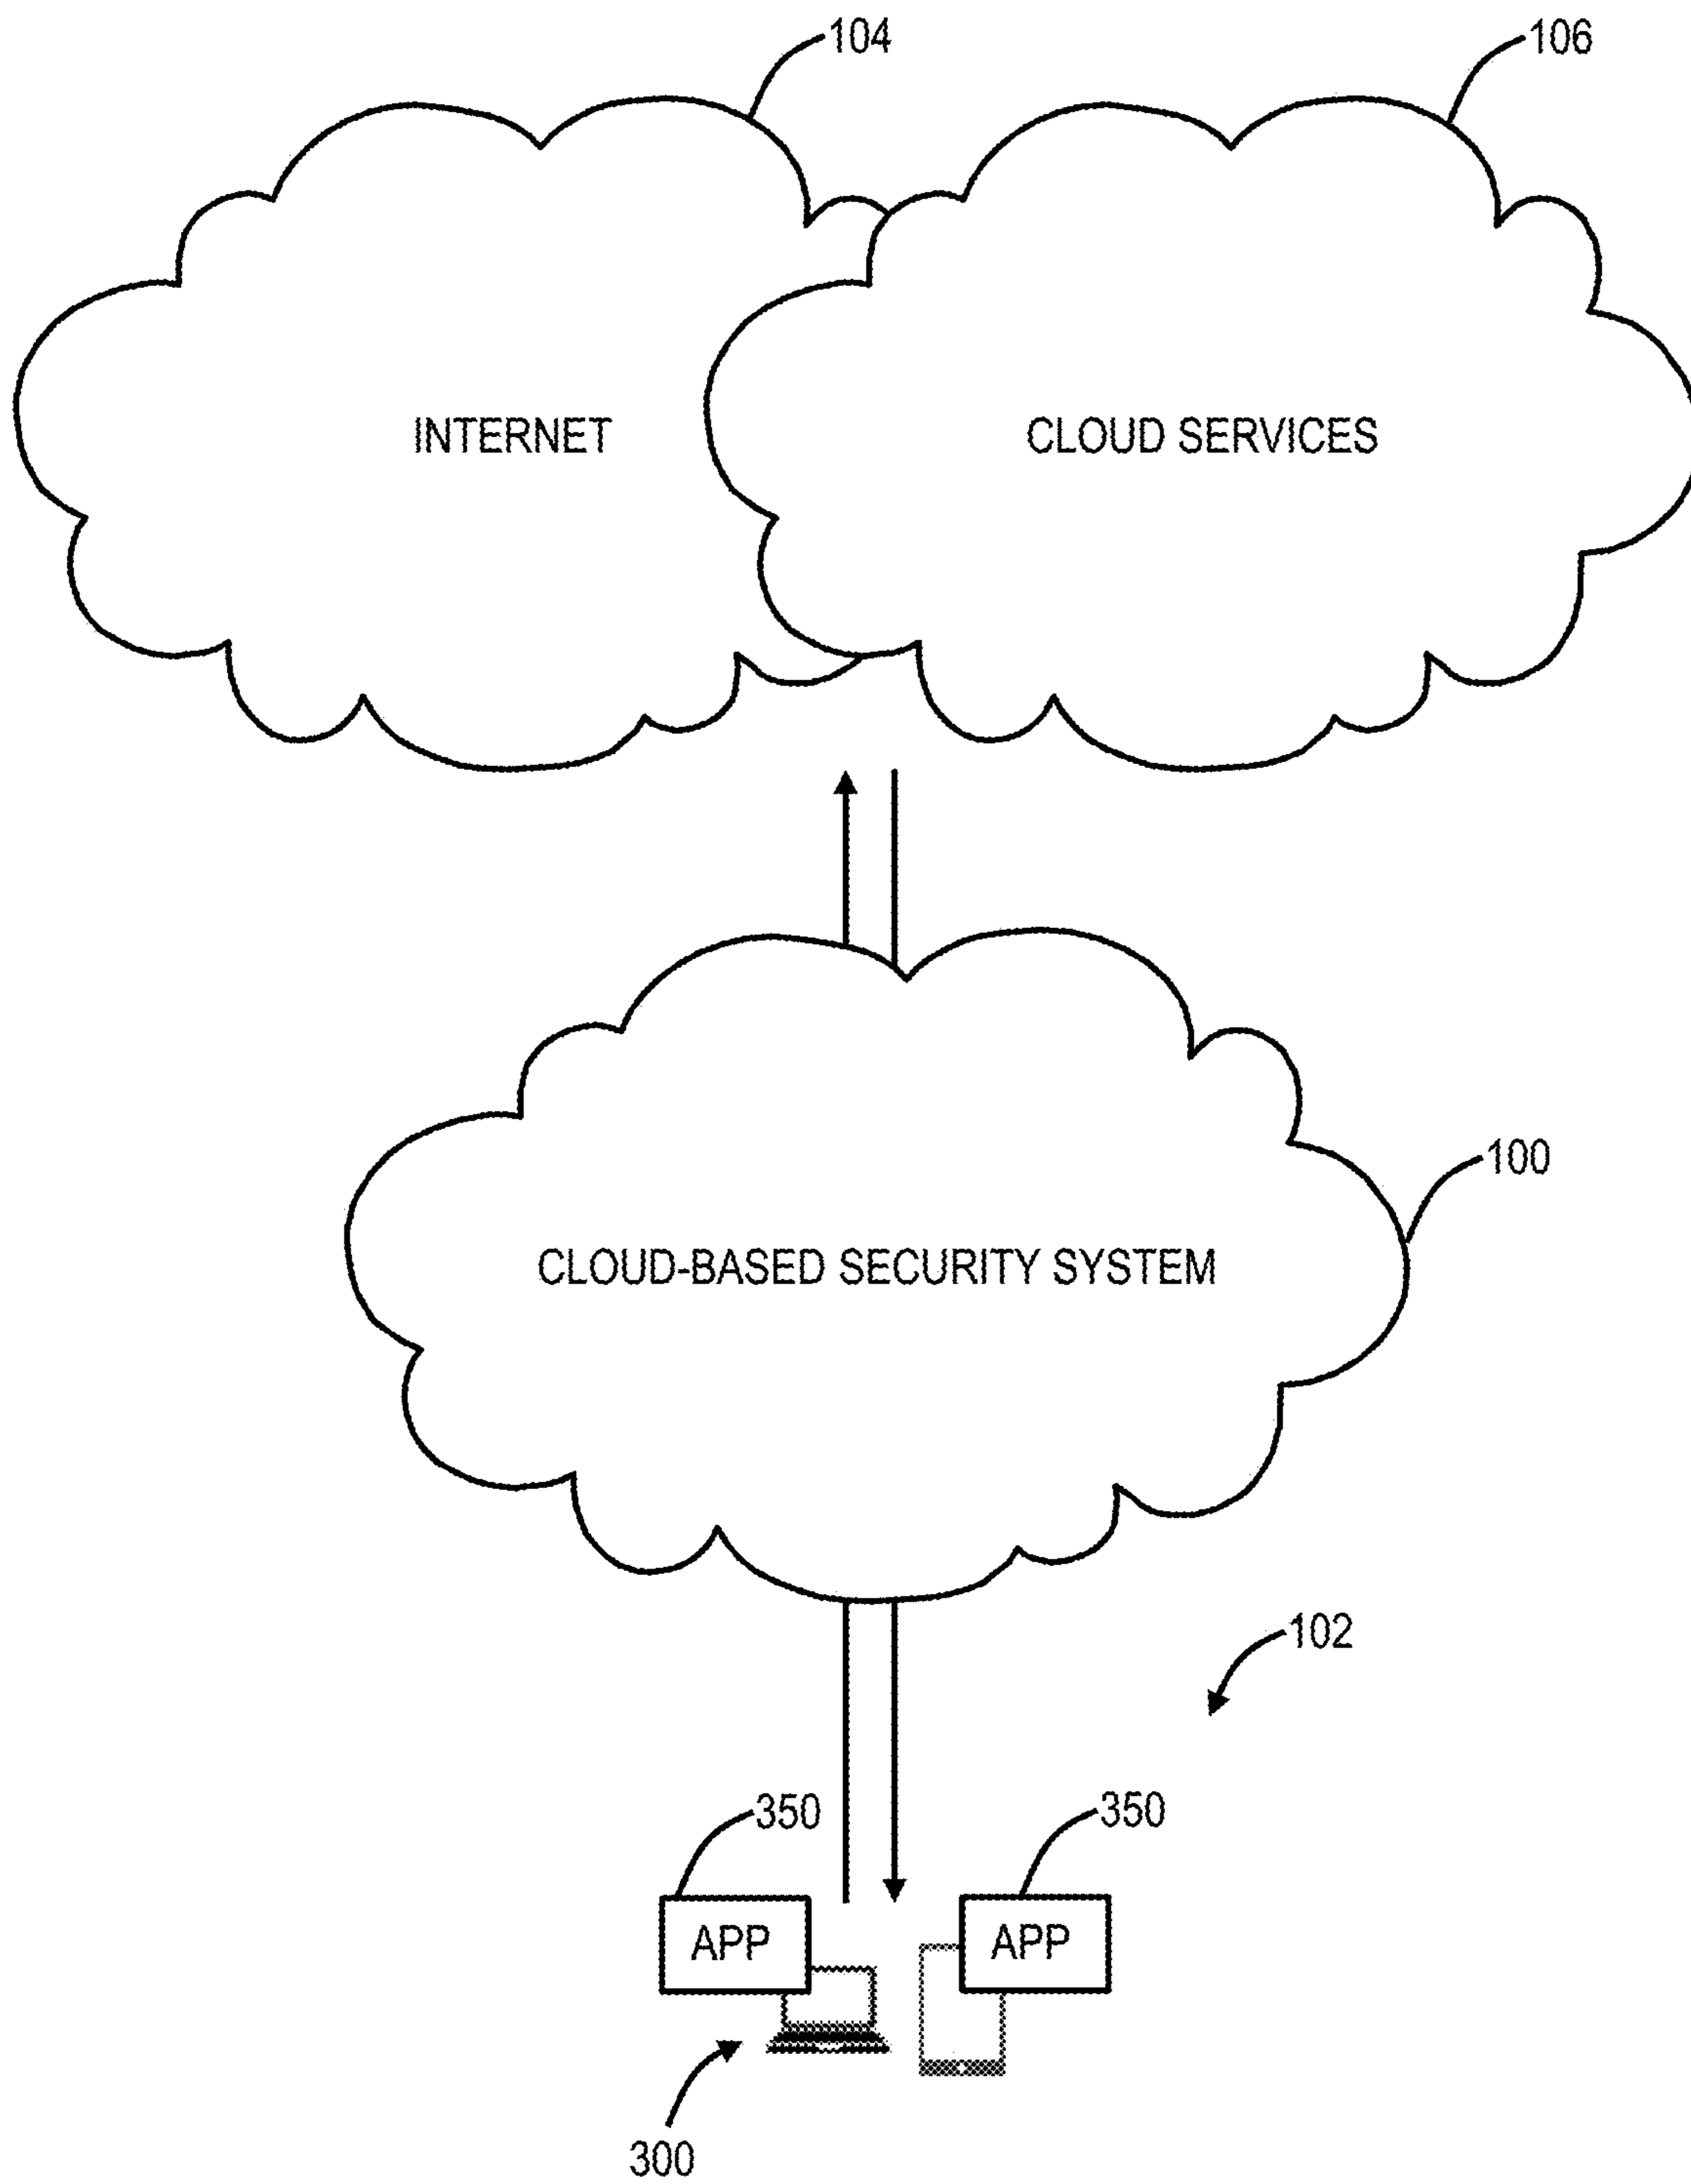 104
106
INTERNET
CLOUD SERVICES
100
CLOUD-BASED SECURITY SYSTEM
102
350
350
APP
APP
300